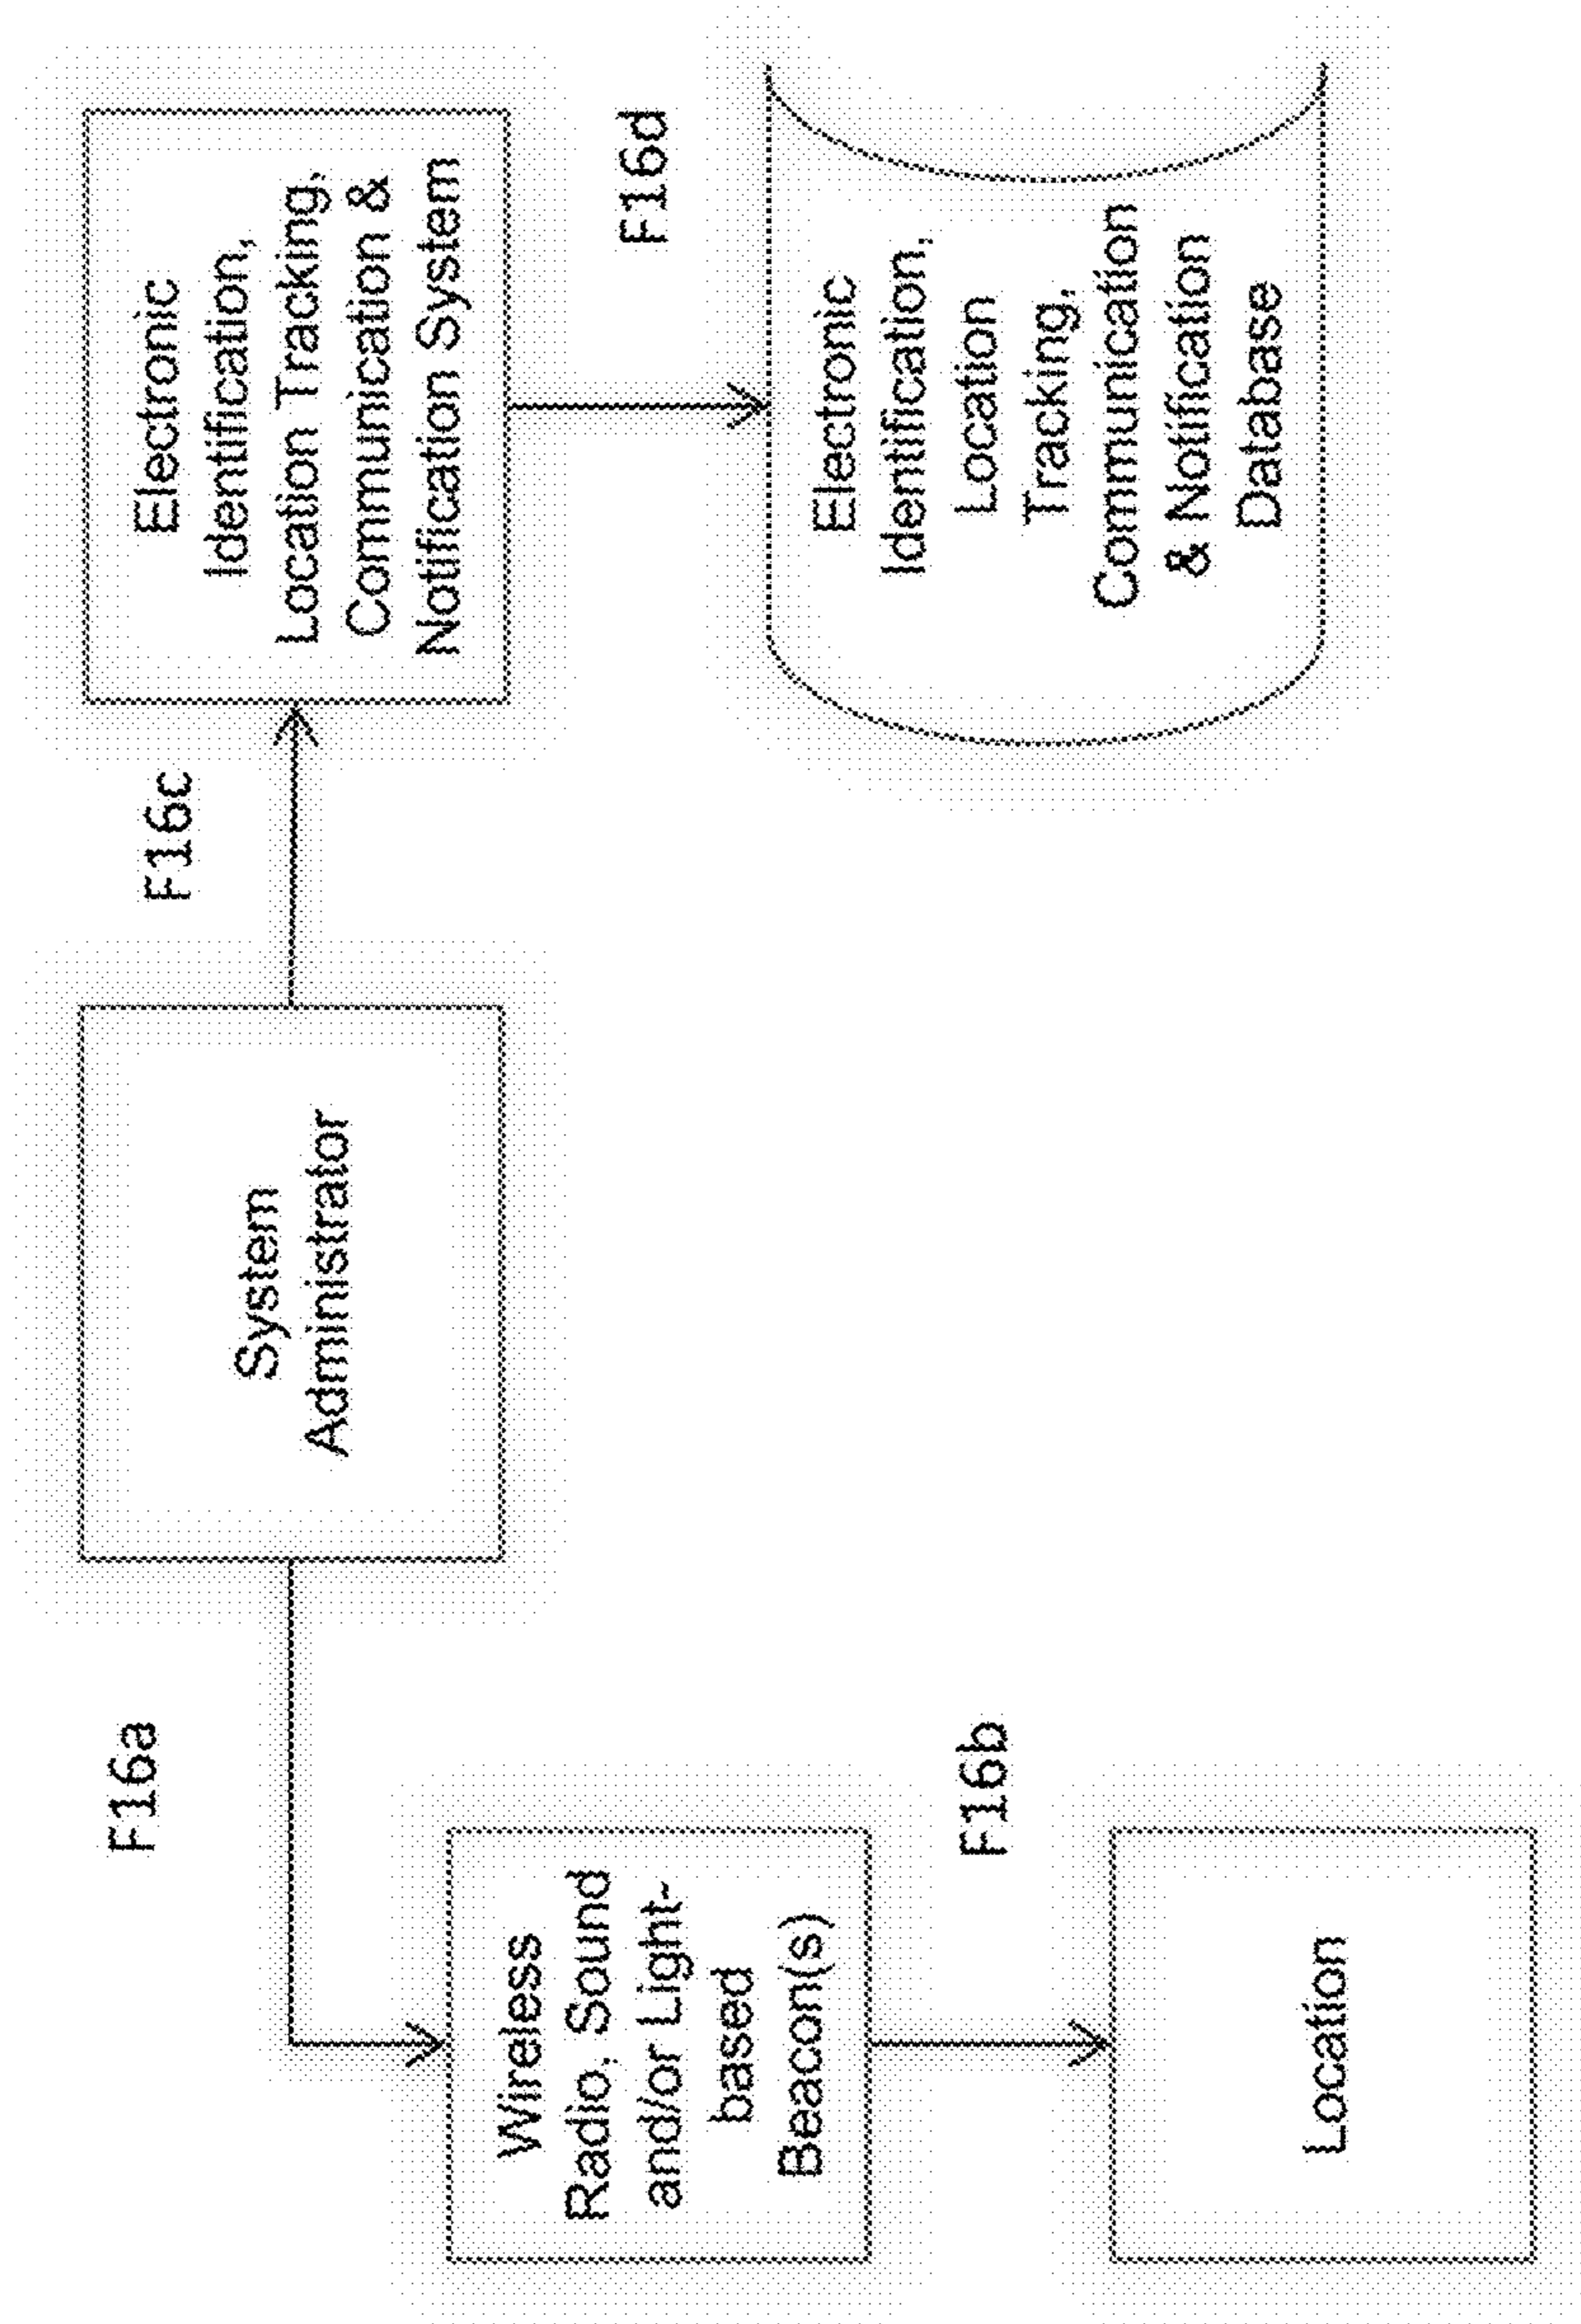 F16a
System
Administrator
F16c
Electronic
Identification,
Location Tracking,
Communication &
Notification System
Wireless
Radio, Sound
and/or Light-
based
Beacon(s)
F16b
Location
F16d
Electronic
Identification,
Location
Tracking,
Communication
& Notification
Database